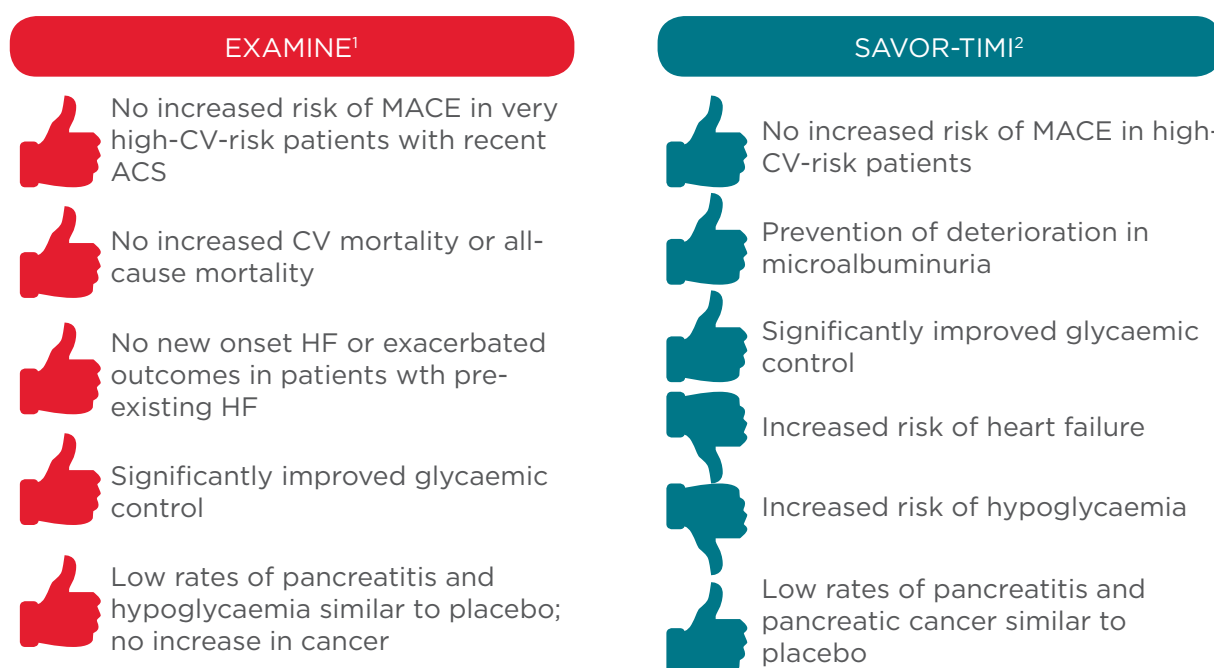 EXAMINE¹
No increased risk of MACE in very
high-CV-risk patients with recent
ACS
No increased CV mortality or all-
cause mortality
No new onset HF or exacerbated
outcomes in patients wth pre-
existing HF
Significantly improved glycaemic
control
Low rates of pancreatitis and
hypoglycaemia similar to placebo;
no increase in cancer
SAVOR-TIMI²
No increased risk of MACE in high-
CV-risk patients
Prevention of deterioration in
microalbuminuria
Significantly improved glycaemic
control
Increased risk of heart failure
Increased risk of hypoglycaemia
Low rates of pancreatitis and
pancreatic cancer similar to
placebo